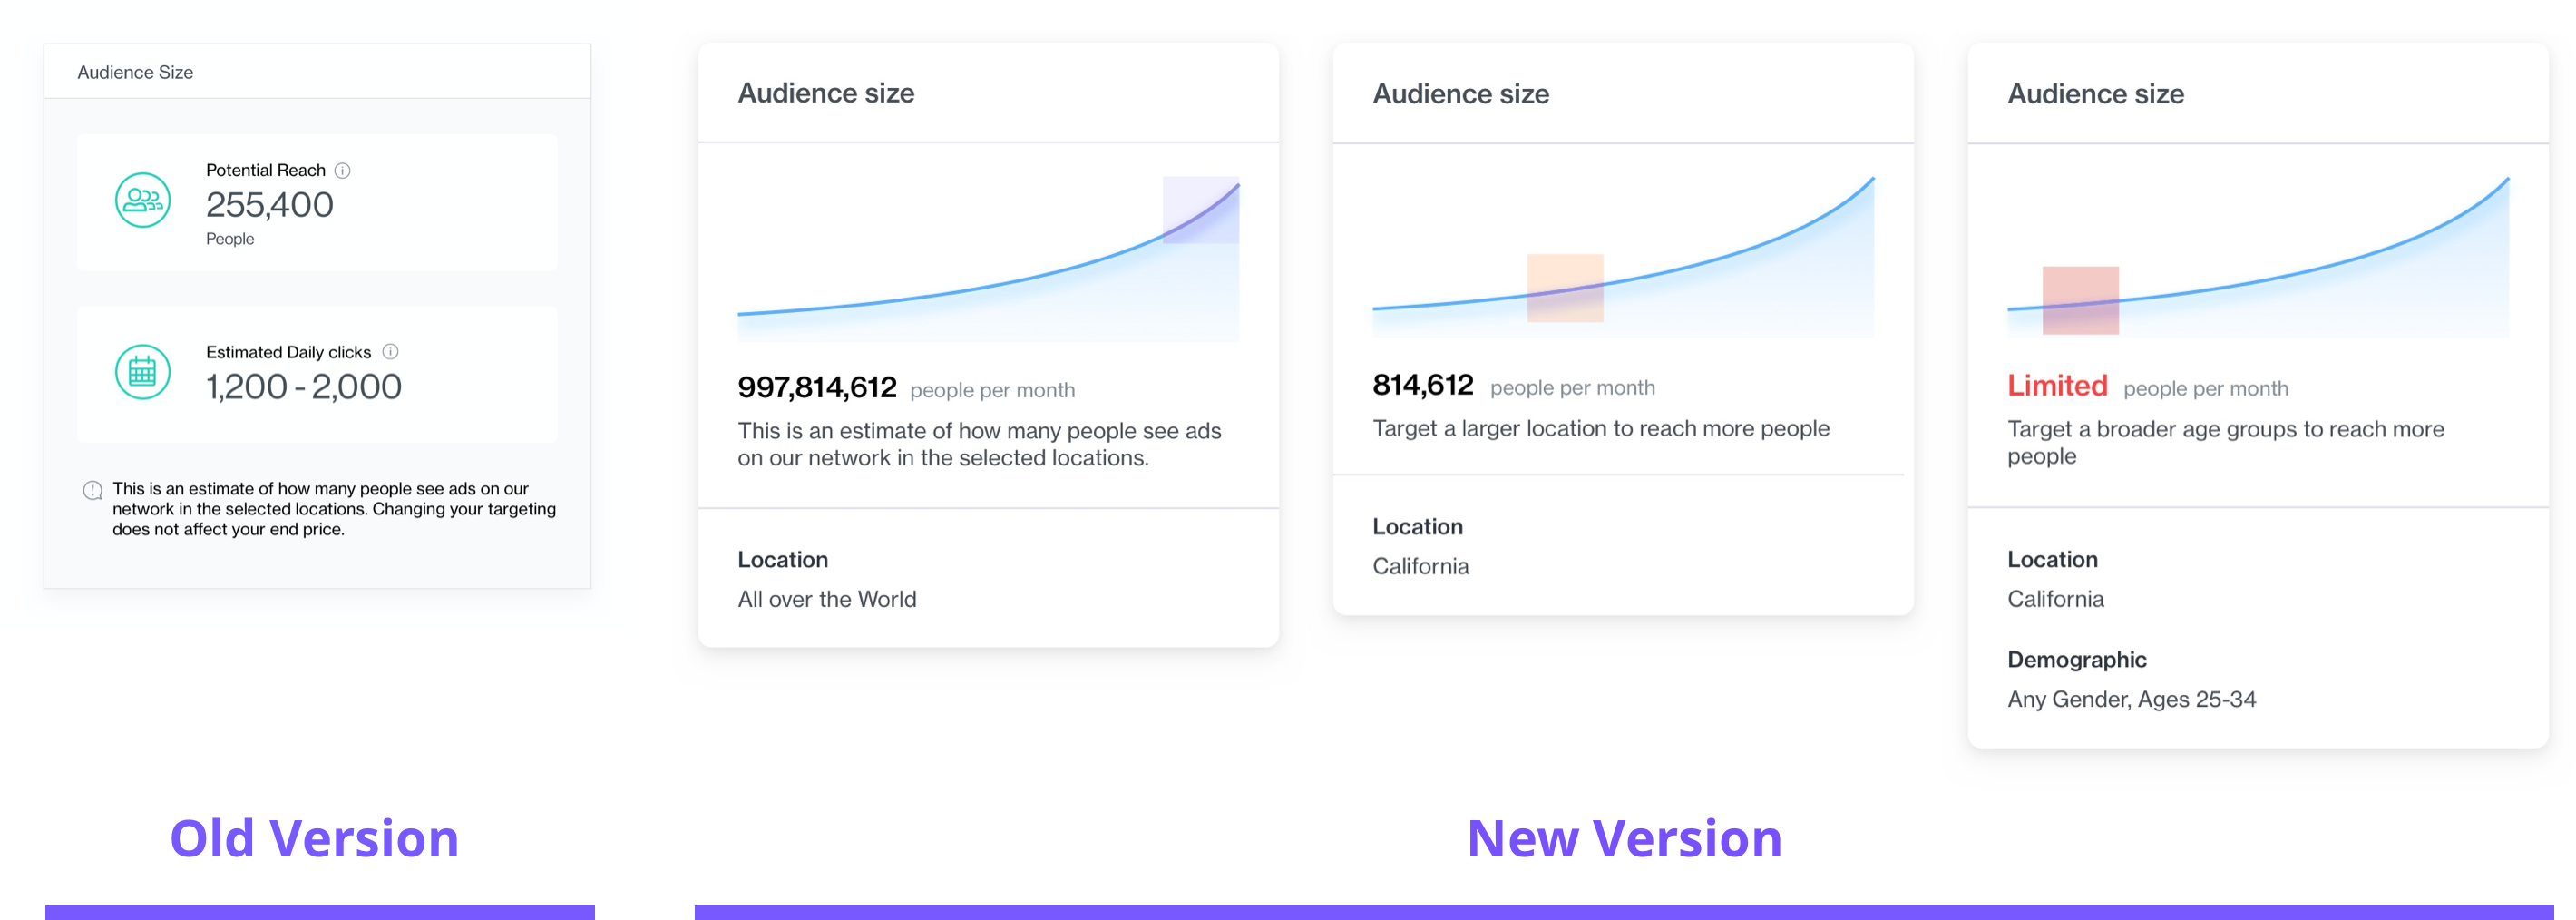 Audience Size
Potential Reach
255,400
People
Estimated Daily clicks
1,200 - 2,000
This is an estimate of how many people see ads on our
network in the selected locations. Changing your targeting
does not affect your end price.
Old Version
Audience size
997,814,612 people per month
This is an estimate of how many people see ads
on our network in the selected locations.
Location
All over the World
Audience size
814,612 people per month
Target a larger location to reach more people
Location
California
Audience size
Limited people per month
Target a broader age groups to reach more
people
Location
California
Demographic
Any Gender, Ages 25-34
New Version